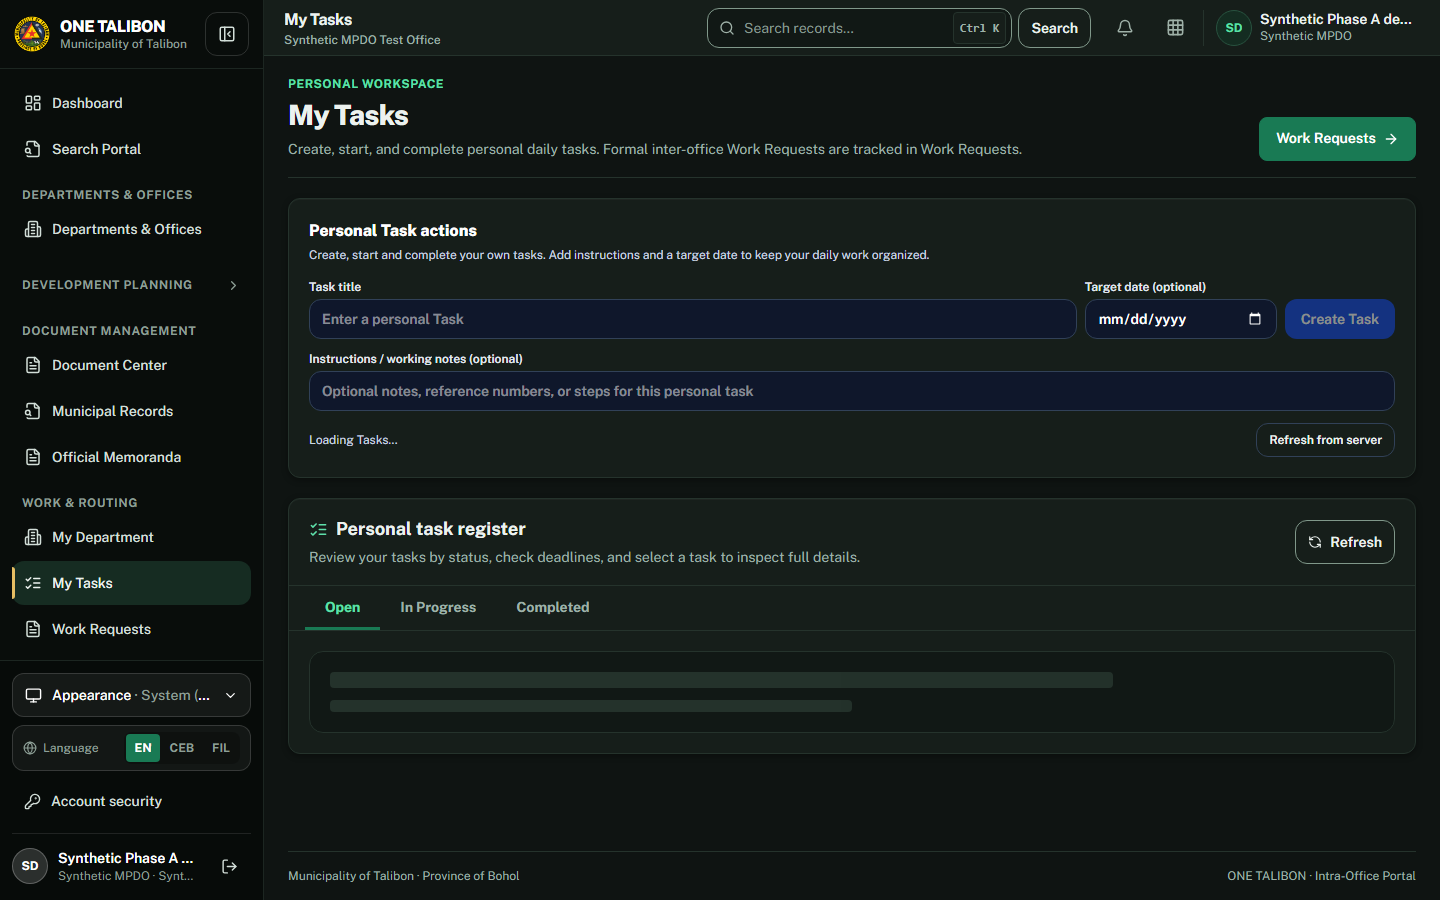 ONE TALIBON
Municipality of Talibon
My Tasks
Synthetic MPDO Test Office
Search records...
Ctrl K
Search
SD
Synthetic Phase A de...
Synthetic MPDO
Dashboard
Search Portal
DEPARTMENTS & OFFICES
Departments & Offices
DEVELOPMENT PLANNING
DOCUMENT MANAGEMENT
Document Center
Municipal Records
Official Memoranda
WORK & ROUTING
My Department
My Tasks
Work Requests
Appearance · System (...
Language
EN
CEB
FIL
Account security
SD
Synthetic Phase A ...
Synthetic MPDO · Synt...
PERSONAL WORKSPACE
My Tasks
Create, start, and complete personal daily tasks. Formal inter-office Work Requests are tracked in Work Requests.
Work Requests
Personal Task actions
Create, start and complete your own tasks. Add instructions and a target date to keep your daily work organized.
Task title
Target date (optional)
Enter a personal Task
mm/dd/yyyy
Create Task
Instructions / working notes (optional)
Optional notes, reference numbers, or steps for this personal task
Loading Tasks...
Refresh from server
Personal task register
Review your tasks by status, check deadlines, and select a task to inspect full details.
Refresh
Open
In Progress
Completed
Municipality of Talibon · Province of Bohol
ONE TALIBON · Intra-Office Portal